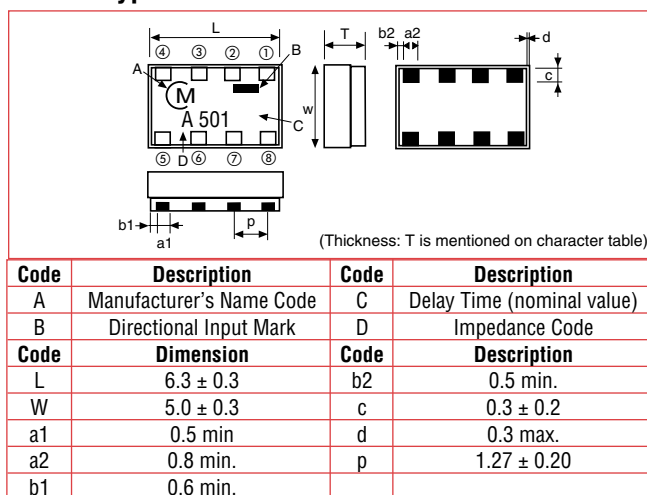 L
T
b2 a2
d
④ ③ ② ①
B
A
M
W
c
A 501
C
⑤ D ⑥ ⑦ ⑧
b1
a1
p
(Thickness: T is mentioned on character table)
Code Description Code Description
A Manufacturer's Name Code C Delay Time (nominal value)
B Directional Input Mark D Impedance Code
Code Dimension Code Description
L 6.3 ± 0.3 b2 0.5 min.
W 5.0 ± 0.3 c 0.3 ± 0.2
a1 0.5 min d 0.3 max.
a2 0.8 min. p 1.27 ± 0.20
b1 0.6 min.